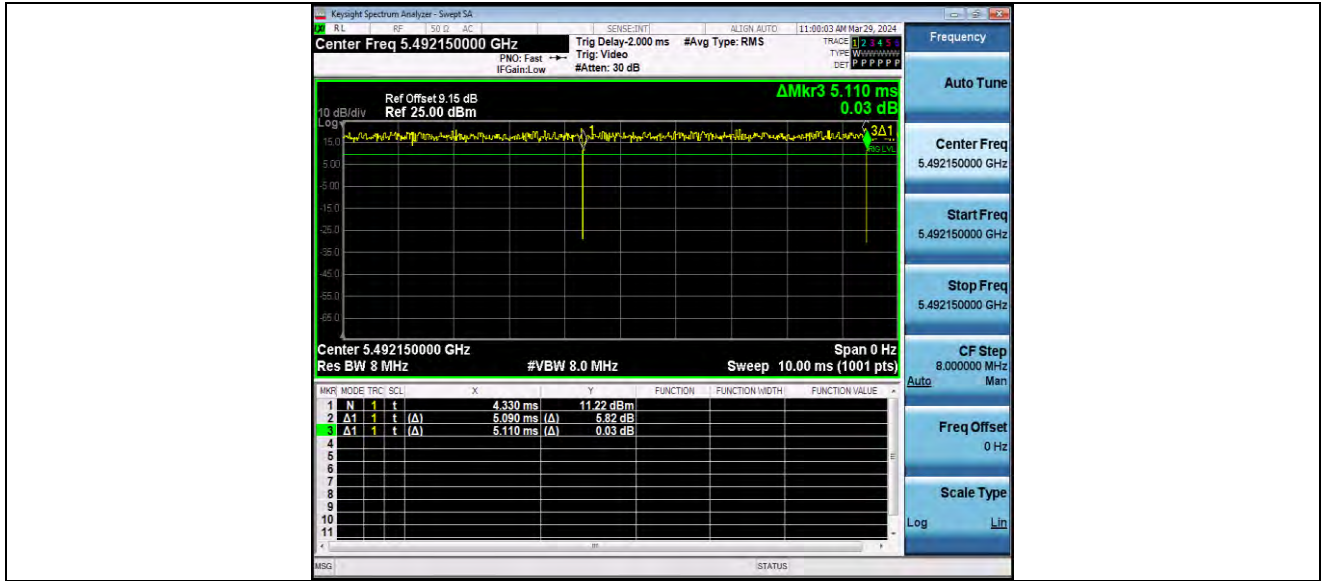 Keysight Spectrum Analyzer - Swept SA
RL RF 50 Ω AC SENSE:INT ALIGN AUTO 11:00:03 AM Mar 29, 2024
Center Freq 5.492150000 GHz
PNO: Fast
IFGain:Low
Trig Delay-2.000 ms #Avg Type: RMS
Trig: Video
#Atten: 30 dB
TRACE 1 2 3 4 5 6
TYPE
DET P P P P P P
ΔMkr3 5.110 ms
0.03 dB
Ref Offset 9.15 dB
10 dB/div Ref 25.00 dBm
Log
1
3Δ1
15.0
TRIG LVL
5.00
-5.00
-15.0
-25.0
-35.0
-45.0
-55.0
-65.0
Center 5.492150000 GHz Span 0 Hz
Res BW 8 MHz #VBW 8.0 MHz Sweep 10.00 ms (1001 pts)
MKR MODE TRC SCL X Y FUNCTION FUNCTION WIDTH FUNCTION VALUE
1 N 1 t 4.330 ms 11.22 dBm
2 Δ1 1 t (Δ) 5.090 ms (Δ) 5.82 dB
3 Δ1 1 t (Δ) 5.110 ms (Δ) 0.03 dB
4
5
6
7
8
9
10
11
MSG STATUS
Frequency
Auto Tune
Center Freq
5.492150000 GHz
Start Freq
5.492150000 GHz
Stop Freq
5.492150000 GHz
CF Step
8.000000 MHz
Auto Man
Freq Offset
0 Hz
Scale Type
Log Lin